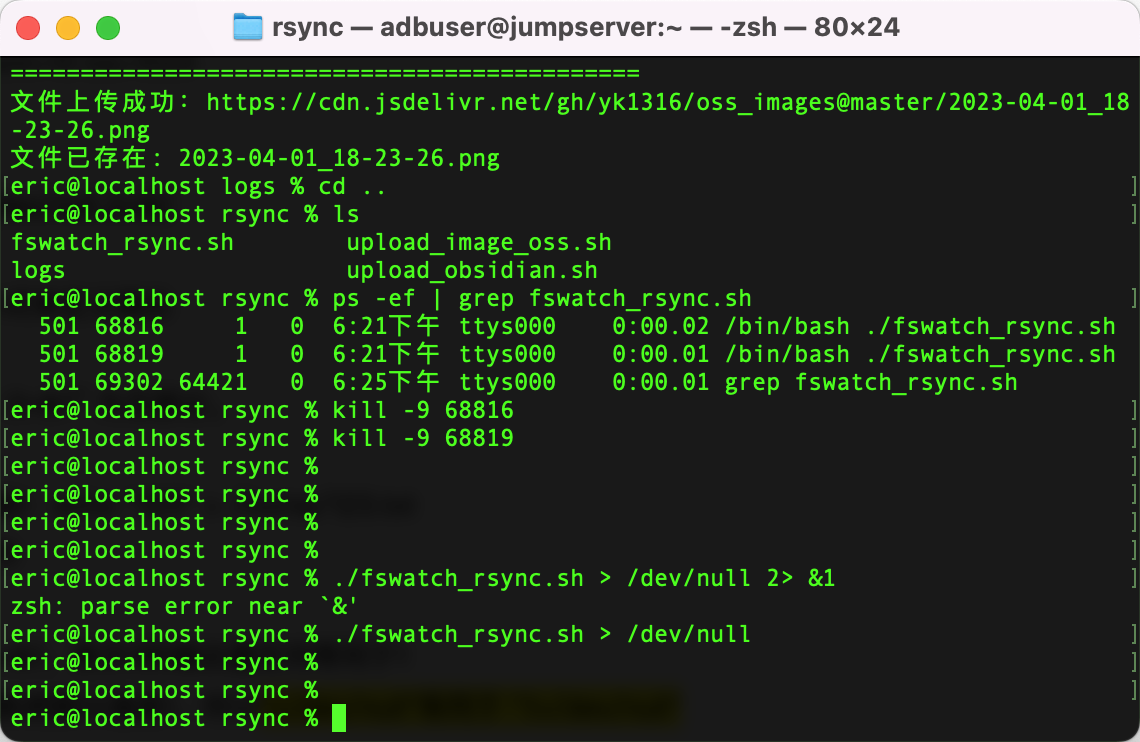 rsync — adbuser@jumpserver:~ — -zsh — 80×24
=============================================
文件上传成功: https://cdn.jsdelivr.net/gh/yk1316/oss_images@master/2023-04-01_18
-23-26.png
文件已存在: 2023-04-01_18-23-26.png
[eric@localhost logs % cd .. ]
[eric@localhost rsync % ls ]
fswatch_rsync.sh        upload_image_oss.sh
logs                    upload_obsidian.sh
[eric@localhost rsync % ps -ef | grep fswatch_rsync.sh ]
  501 68816     1   0  6:21下午 ttys000    0:00.02 /bin/bash ./fswatch_rsync.sh
  501 68819     1   0  6:21下午 ttys000    0:00.01 /bin/bash ./fswatch_rsync.sh
  501 69302 64421   0  6:25下午 ttys000    0:00.01 grep fswatch_rsync.sh
[eric@localhost rsync % kill -9 68816 ]
[eric@localhost rsync % kill -9 68819 ]
[eric@localhost rsync % ]
[eric@localhost rsync % ]
[eric@localhost rsync % ]
[eric@localhost rsync % ]
[eric@localhost rsync % ./fswatch_rsync.sh > /dev/null 2> &1 ]
zsh: parse error near `&'
[eric@localhost rsync % ./fswatch_rsync.sh > /dev/null ]
[eric@localhost rsync % ]
[eric@localhost rsync % ]
eric@localhost rsync %